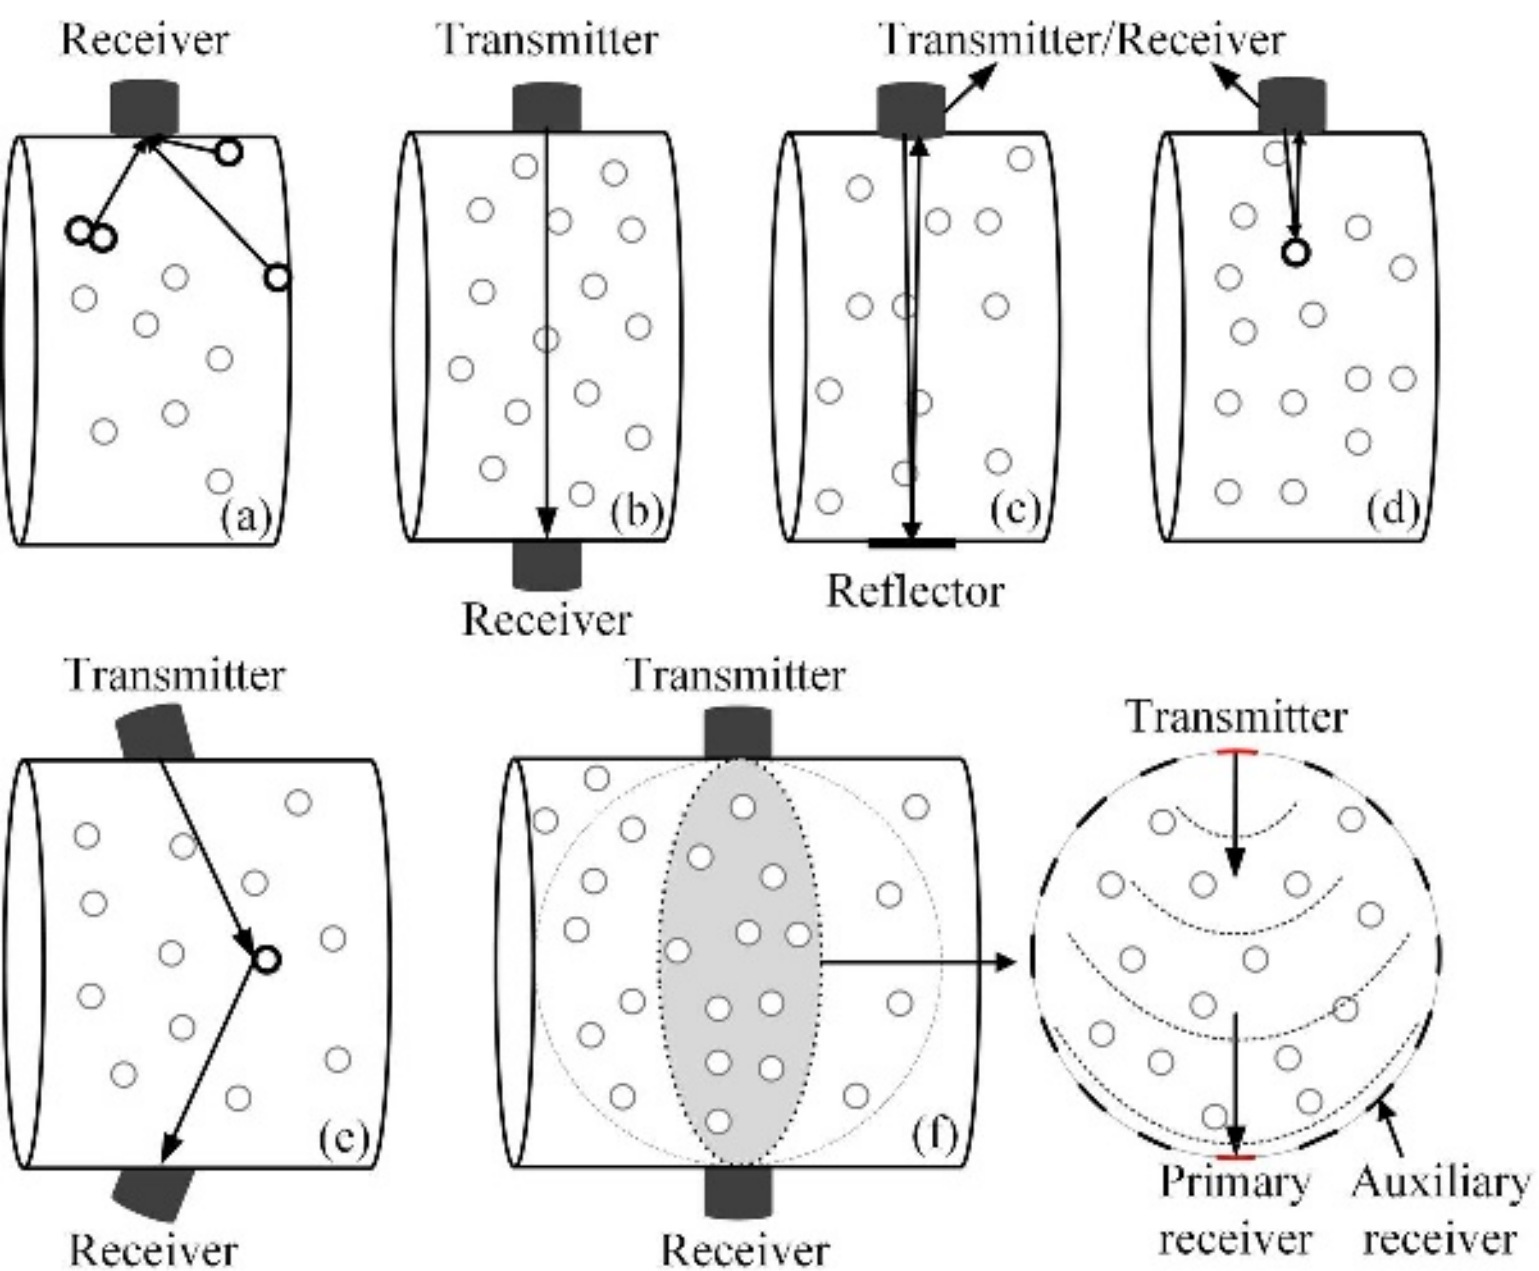 Receiver
Transmitter
Transmitter/Receiver
(a)
(b)
(c)
(d)
Receiver
Reflector
Transmitter
Transmitter
Transmitter
(e)
(f)
Receiver
Receiver
Primary
receiver
Auxiliary
receiver